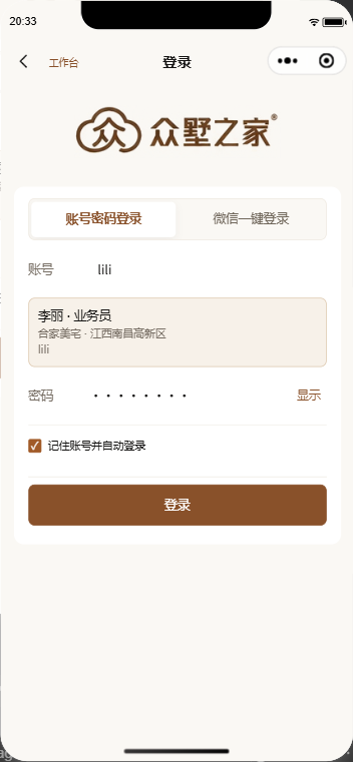 20:33
工作台
登录
众墅之家®
账号密码登录
微信一键登录
账号 lili
李丽 · 业务员
合家美宅 · 江西南昌高新区
lili
密码 • • • • • • • • 显示
记住账号并自动登录
登录